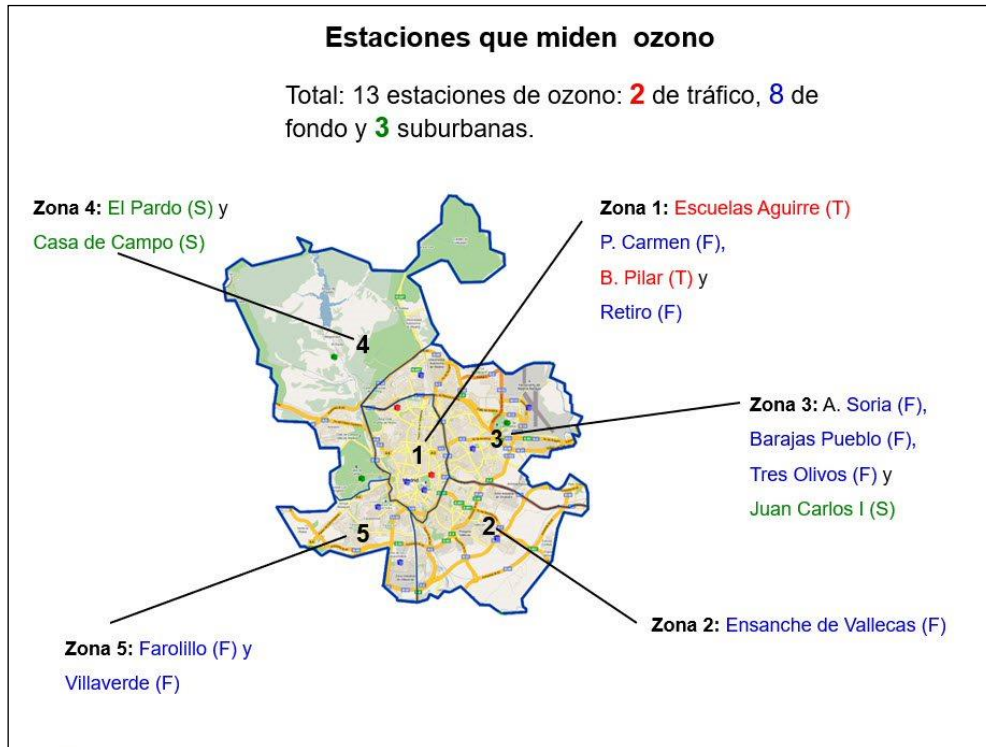 Estaciones que miden ozono
Total: 13 estaciones de ozono: 2 de tráfico, 8 de
fondo y 3 suburbanas.
Zona 4: El Pardo (S) y
Casa de Campo (S)
Zona 1: Escuelas Aguirre (T)
P. Carmen (F),
B. Pilar (T) y
Retiro (F)
4
Zona 3: A. Soria (F),
Barajas Pueblo (F),
Tres Olivos (F) y
Juan Carlos I (S)
3
1
Madrid
2
5
Zona 2: Ensanche de Vallecas (F)
Zona 5: Farolillo (F) y
Villaverde (F)